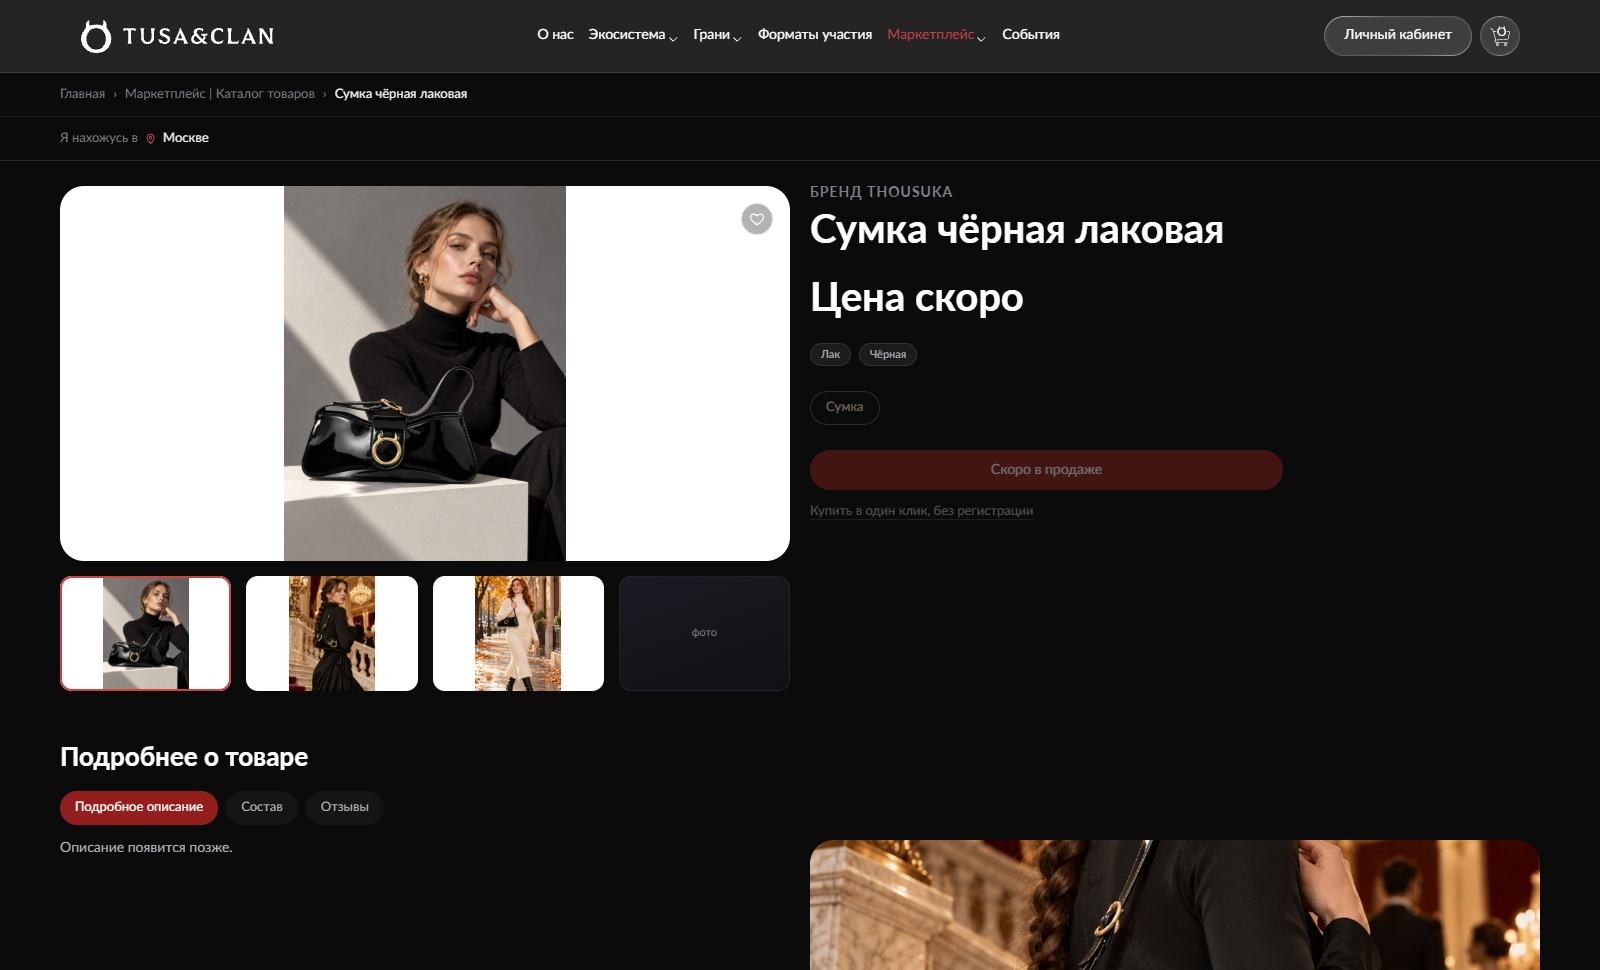 TUSA&CLAN
О нас
Экосистема
Грани
Форматы участия
Маркетплейс
События
Личный кабинет
Главная › Маркетплейс | Каталог товаров › Сумка чёрная лаковая
Я нахожусь в Москве
БРЕНД THOUSUKA
Сумка чёрная лаковая
Цена скоро
Лак
Чёрная
Сумка
Скоро в продаже
Купить в один клик, без регистрации
фото
Подробнее о товаре
Подробное описание
Состав
Отзывы
Описание появится позже.